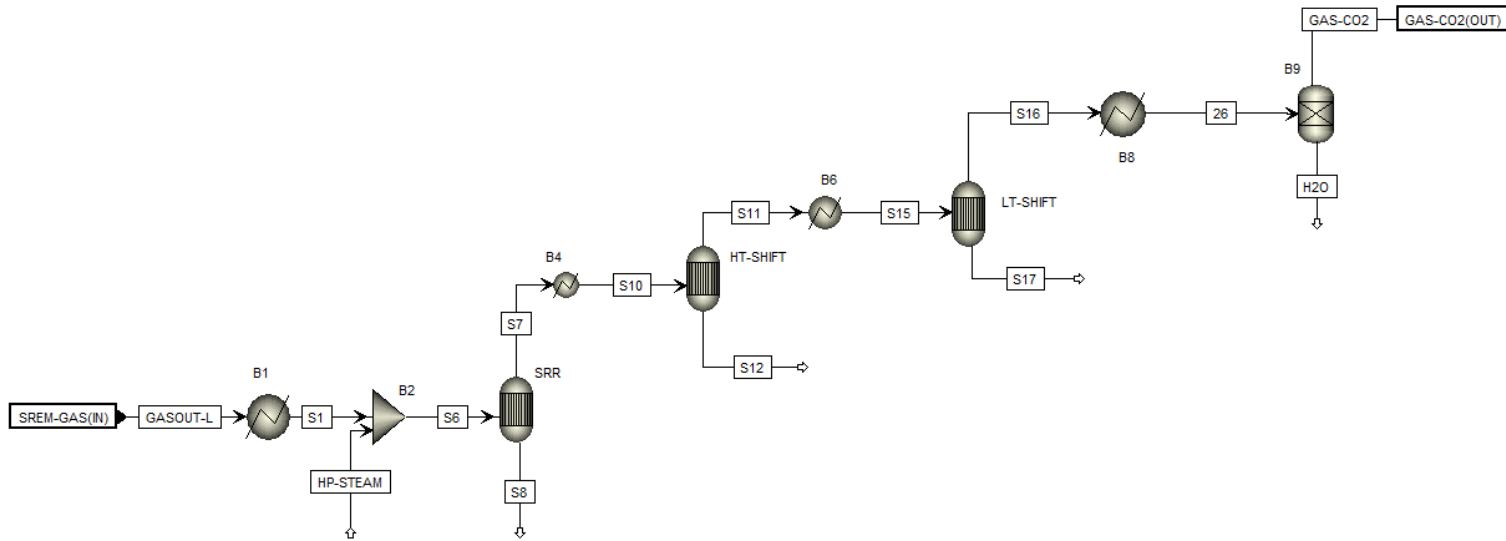 GAS-CO2
GAS-CO2(OUT)
B9
S16
26
B8
H2O
B6
S11
S15
LT-SHIFT
HT-SHIFT
B4
S10
S17
S7
S12
SRR
B1
B2
SREM-GAS(IN)
GASOUT-L
S1
S6
HP-STEAM
S8